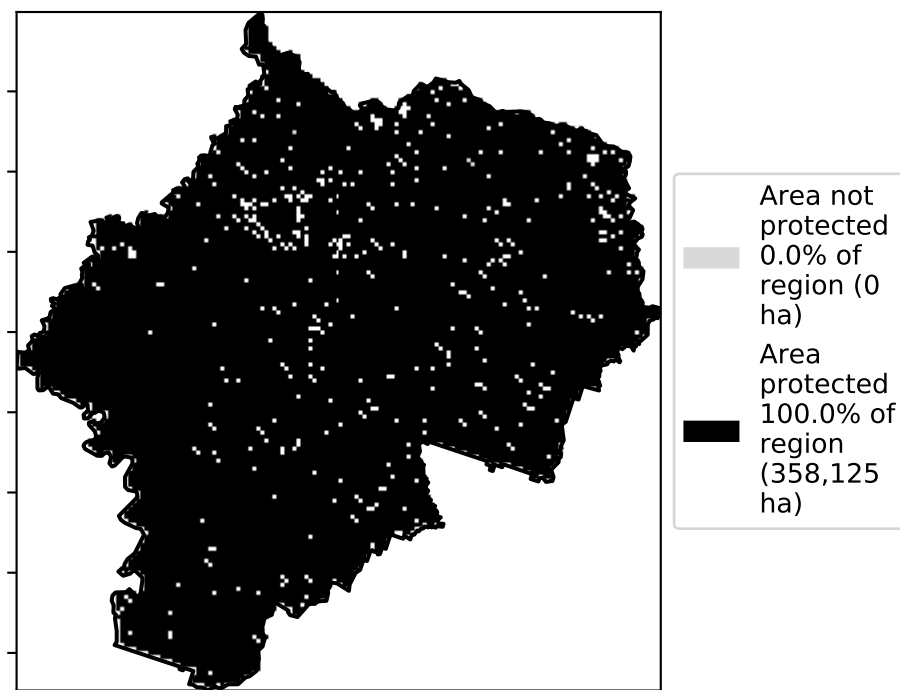 Area not
protected
0.0% of
region (0
ha)
Area
protected
100.0% of
region
(358,125
ha)